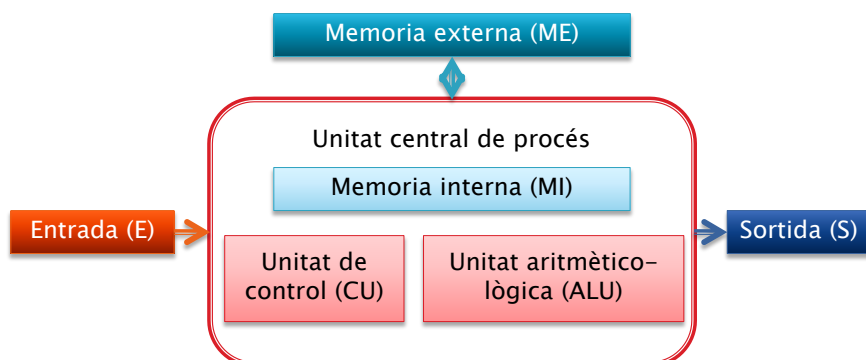 Memoria externa (ME)
Unitat central de procés
Memoria interna (MI)
Entrada (E)
Sortida (S)
Unitat de
control (CU)
Unitat aritmètico-
lògica (ALU)